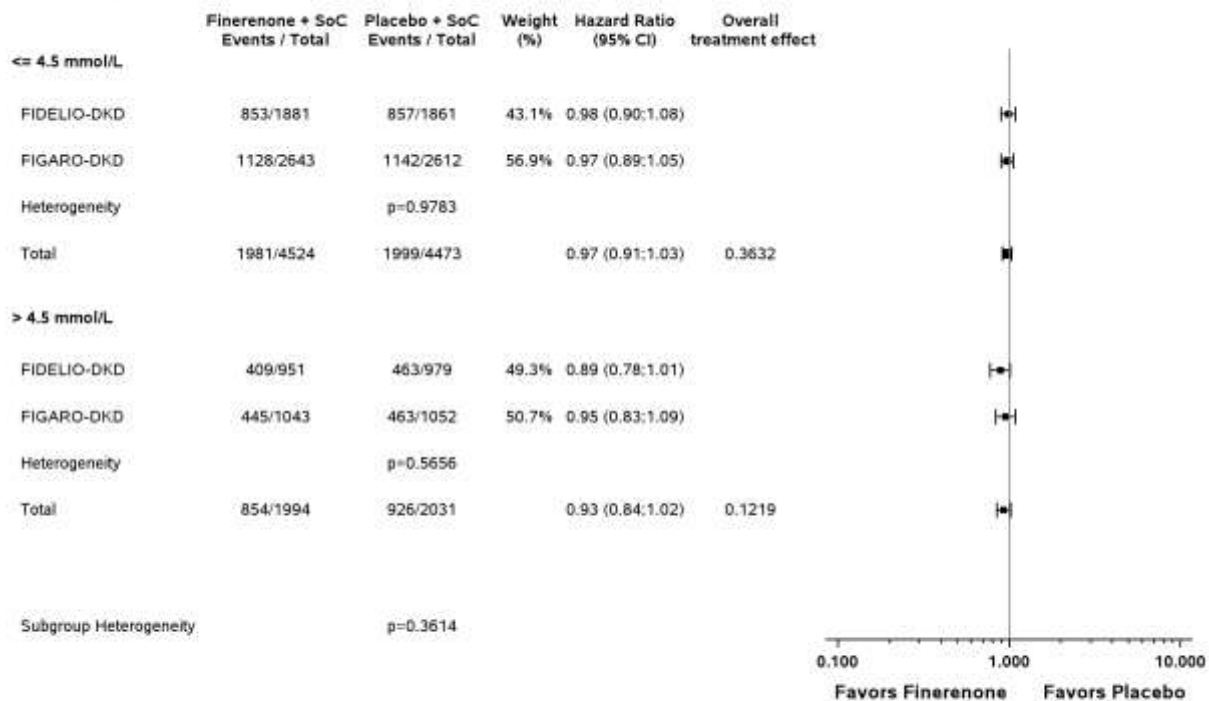 Finerenone + SoC Placebo + SoC Weight Hazard Ratio Overall
Events / Total Events / Total (%) (95% CI) treatment effect
<= 4.5 mmol/L
FIDELIO-DKD 853/1881 857/1861 43.1% 0.98 (0.90:1.08)
FIGARO-DKD 1128/2643 1142/2612 56.9% 0.97 (0.89:1.05)
Heterogeneity p=0.9783
Total 1981/4524 1999/4473 0.97 (0.91:1.03) 0.3632
> 4.5 mmol/L
FIDELIO-DKD 409/951 463/979 49.3% 0.89 (0.78:1.01)
FIGARO-DKD 445/1043 463/1052 50.7% 0.95 (0.83:1.09)
Heterogeneity p=0.5656
Total 854/1994 926/2031 0.93 (0.84:1.02) 0.1219
Subgroup Heterogeneity p=0.3614
0.100 1.000 10.000
Favors Finerenone Favors Placebo